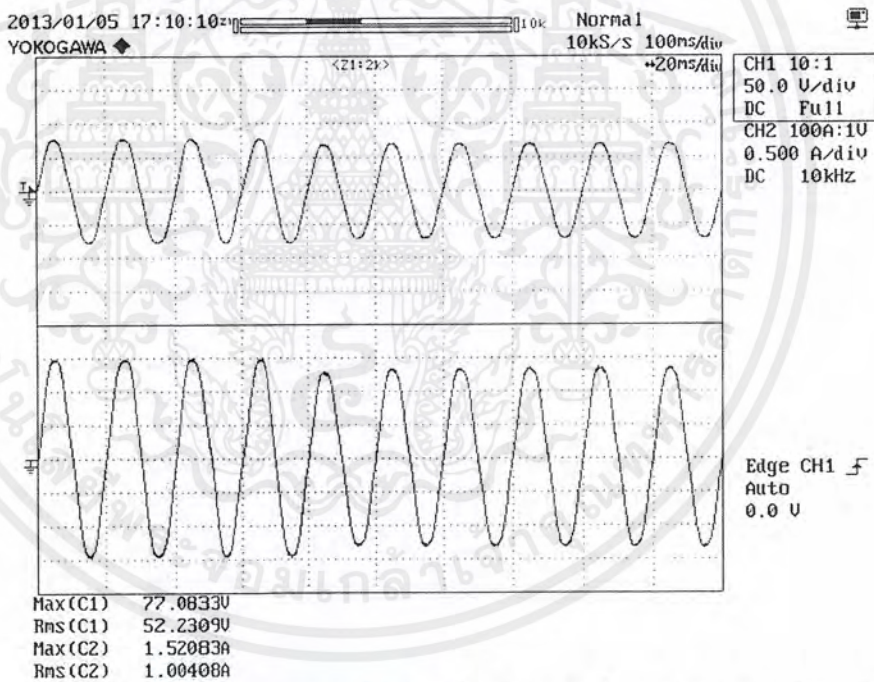 2013/01/05 17:10:10
10k
Normal
YOKOGAWA
10kS/s 100ms/div
<Z1:2k>
20ms/div
CH1 10:1
50.0 V/div
DC Full
CH2 100A:1V
0.500 A/div
DC 10kHz
Edge CH1
Auto
0.0 V
Max(C1) 77.0833V
Rms(C1) 52.2309V
Max(C2) 1.52083A
Rms(C2) 1.00408A